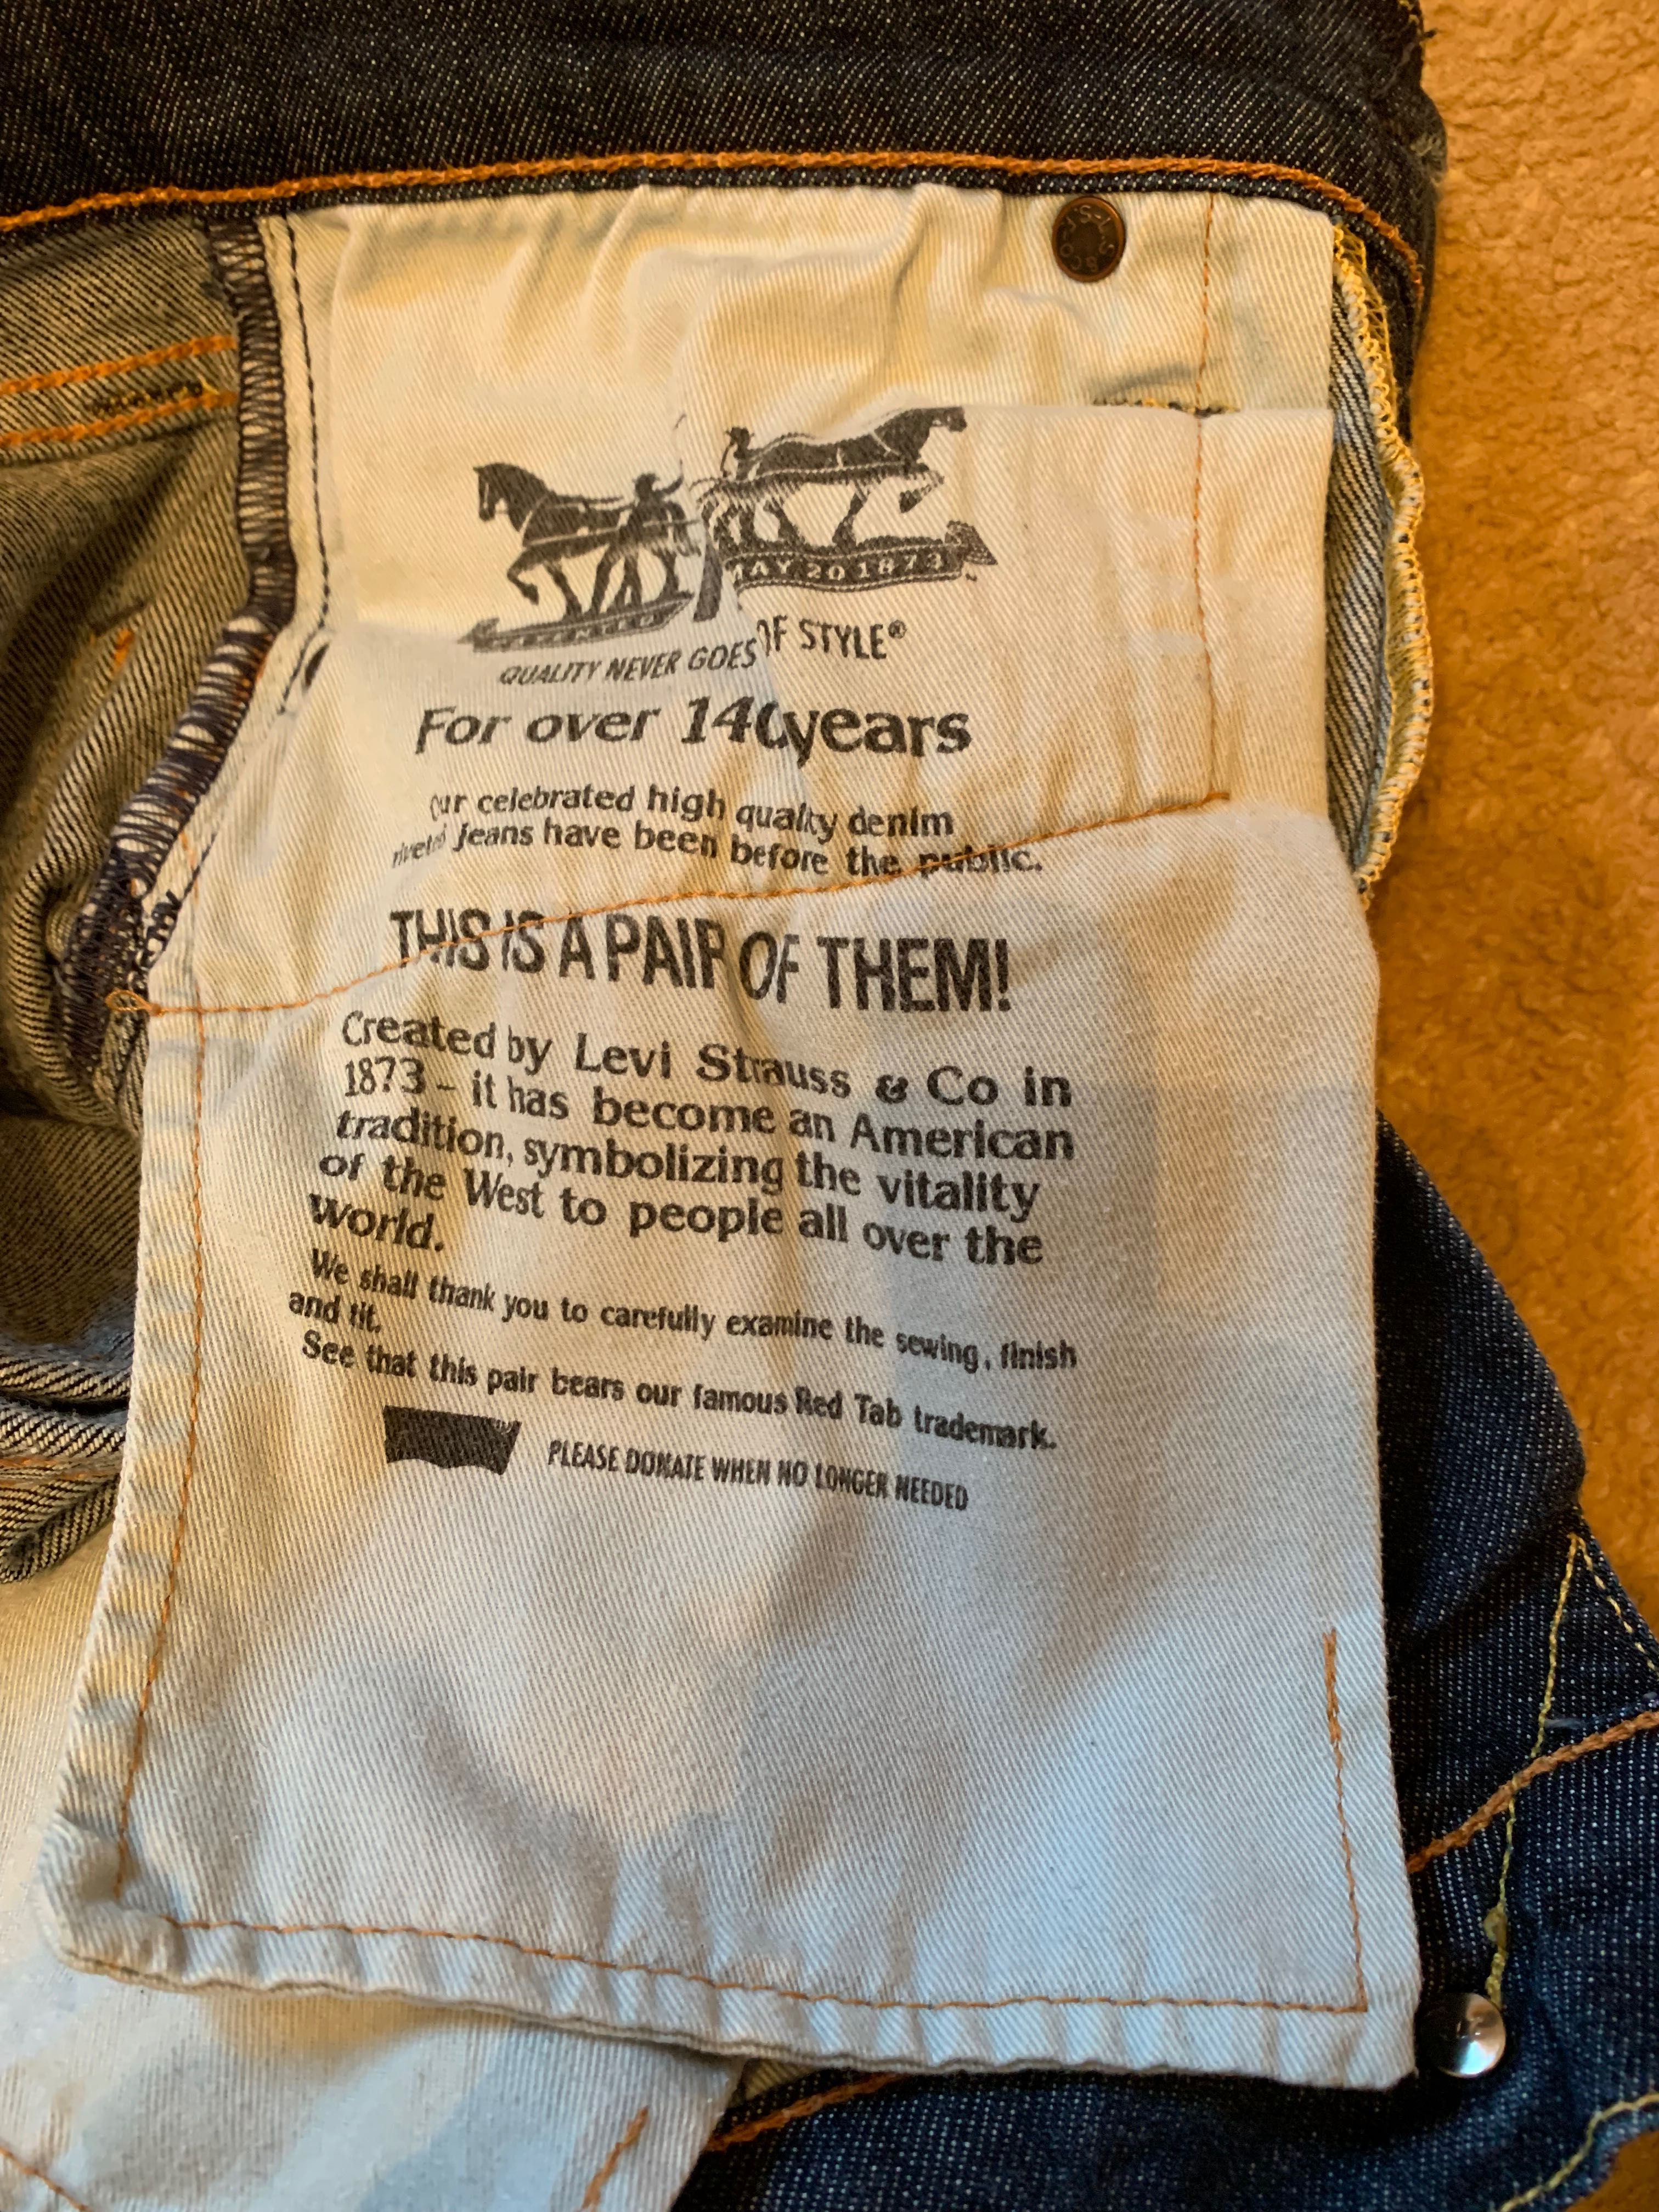 MAY 20 1873
QUALITY NEVER GOES OF STYLE®
For over 140 years
our celebrated high quality denim
riveted jeans have been before the public.
THIS IS A PAIR OF THEM!
Created by Levi Strauss & Co in
1873 – it has become an American
tradition, symbolizing the vitality
of the West to people all over the
world.
We shall thank you to carefully examine the sewing, finish
and fit.
See that this pair bears our famous Red Tab trademark.
PLEASE DONATE WHEN NO LONGER NEEDED